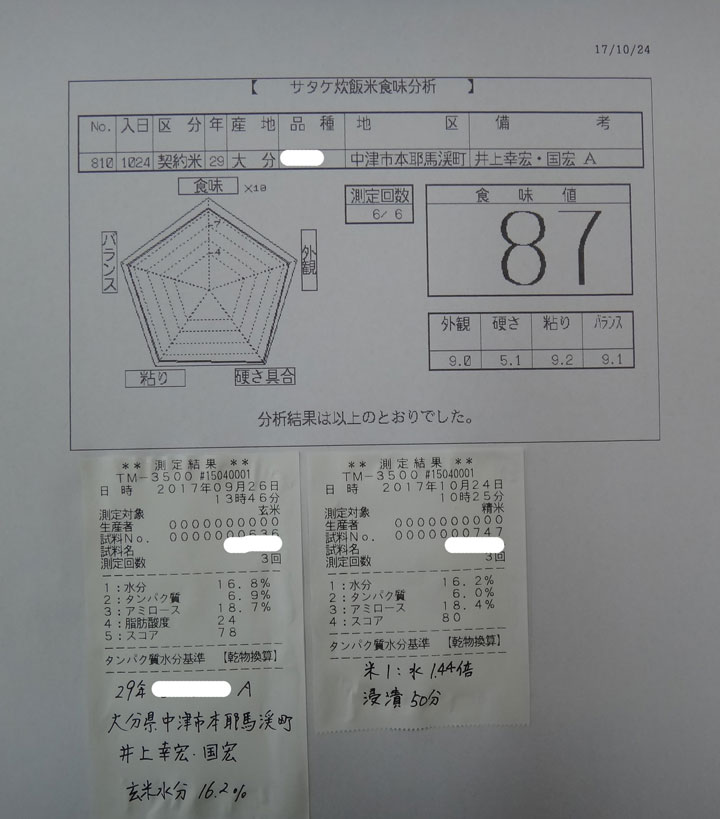 17/10/24
【 サタケ炊飯米食味分析 】
No. 入日 区分 年 産地 品種 地区 備考
810 1024 契約米 29 大分 中津市本耶馬渓町 井上幸宏・国宏 A
食味 ×10
7
4
バランス
外観
粘り
硬さ具合
測定回数
6/ 6
食味値
87
外観 硬さ 粘り バランス
9.0 5.1 9.2 9.1
分析結果は以上のとおりでした。
** 測定結果 **
TM-3500 #15040001
日時 2017年09月26日
13時46分
測定対象 玄米
生産者 0000000000
試料No. 0000000636
試料名
測定回数 3回
1:水分 16.8%
2:タンパク質 6.9%
3:アミロース 18.7%
4:脂肪酸度 24
5:スコア 78
タンパク質水分基準 【乾物換算】
29年 A
大分県中津市本耶馬渓町
井上幸宏・国宏
玄米水分 16.2%
** 測定結果 **
TM-3500 #15040001
日時 2017年10月24日
10時25分
測定対象 精米
生産者 0000000000
試料No. 0000000747
試料名
測定回数 3回
1:水分 16.2%
2:タンパク質 6.0%
3:アミロース 18.4%
4:スコア 80
タンパク質水分基準 【乾物換算】
米1:水1.44倍
浸漬 50分